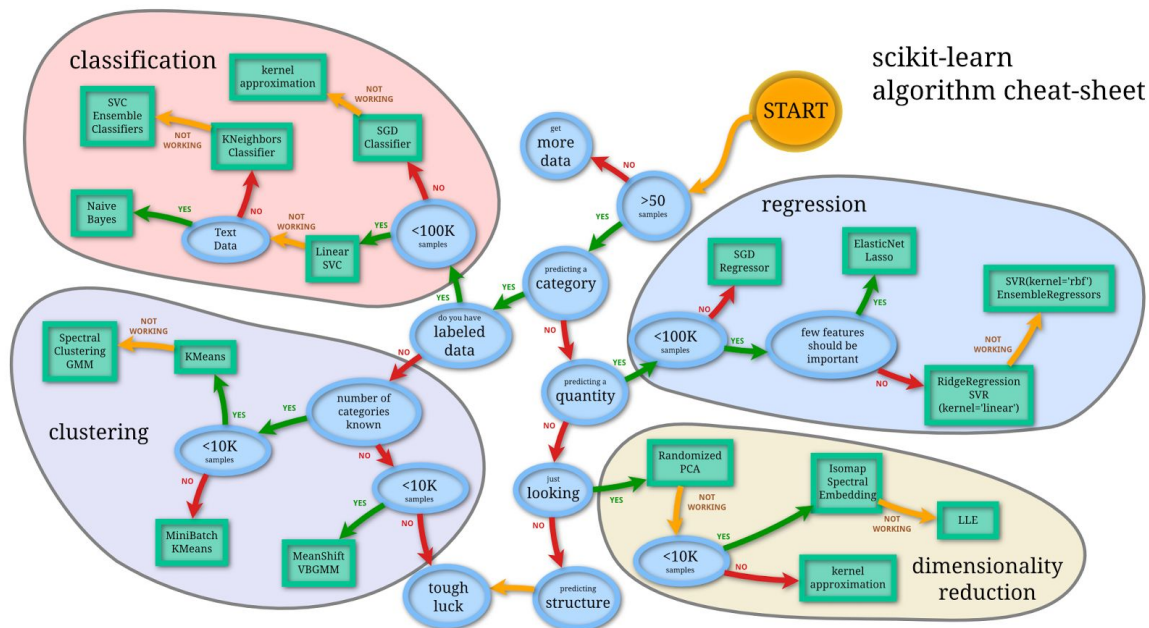 classification
scikit-learn
algorithm cheat-sheet
kernel
approximation
NOT
WORKING
START
SVC
Ensemble
Classifiers
NOT
WORKING
KNeighbors
Classifier
SGD
Classifier
get
more
data
NO
NO
>50
samples
YES
Naive
Bayes
YES
NO
Text
Data
NOT
WORKING
Linear
SVC
YES
<100K
samples
regression
SGD
Regressor
ElasticNet
Lasso
SVR(kernel='rbf')
EnsembleRegressors
predicting a
category
YES
YES
do you have
labeled
data
NO
NO
YES
<100K
samples
YES
few features
should be
important
NO
NOT
WORKING
RidgeRegression
SVR
(kernel='linear')
NO
YES
predicting a
quantity
NO
Spectral
Clustering
GMM
NOT
WORKING
KMeans
YES
YES
number of
categories
known
NO
clustering
<10K
samples
NO
MiniBatch
KMeans
<10K
samples
YES
NO
MeanShift
VBGMM
just
looking
YES
NO
Randomized
PCA
NOT
WORKING
Isomap
Spectral
Embedding
NOT
WORKING
LLE
YES
<10K
samples
NO
kernel
approximation
dimensionality
reduction
tough
luck
predicting
structure